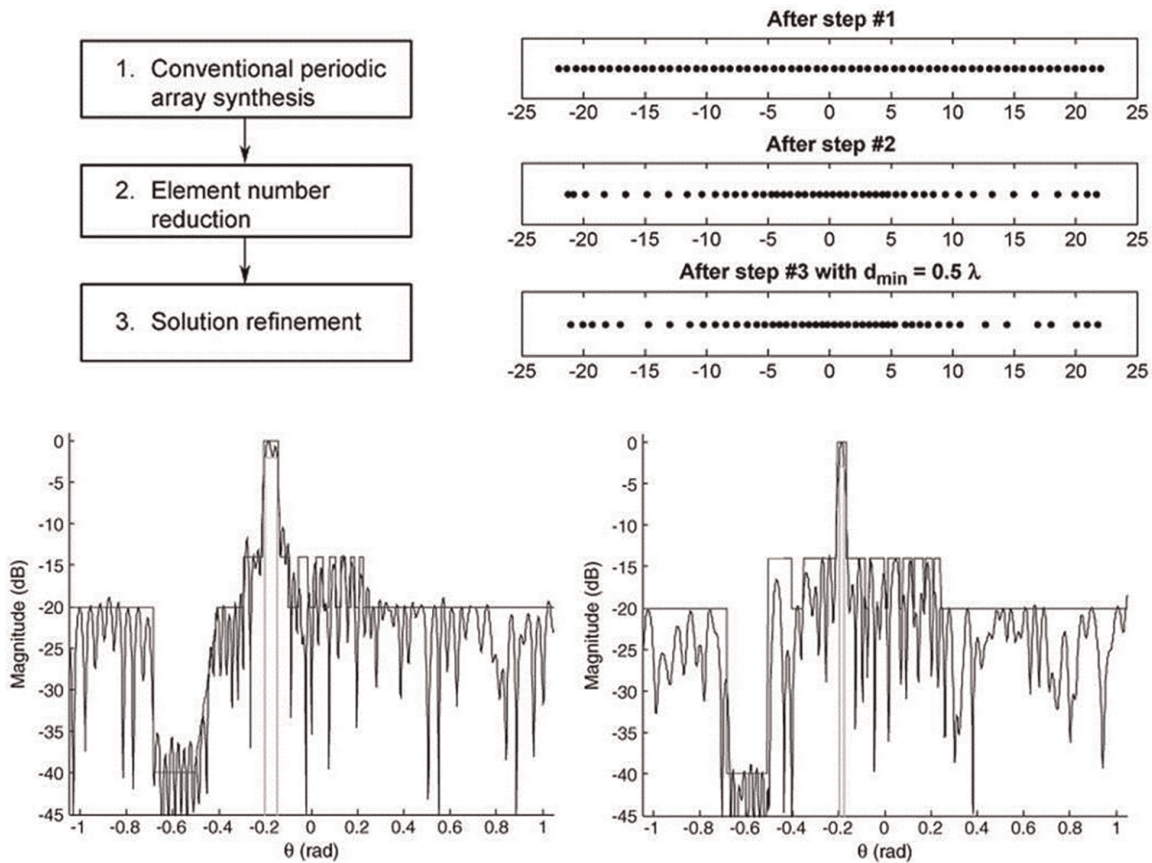 1. Conventional periodic
array synthesis
2. Element number
reduction
3. Solution refinement
After step #1
-25 -20 -15 -10 -5 0 5 10 15 20 25
After step #2
-25 -20 -15 -10 -5 0 5 10 15 20 25
After step #3 with dmin = 0.5 λ
-25 -20 -15 -10 -5 0 5 10 15 20 25
Magnitude (dB)
0
-5
-10
-15
-20
-25
-30
-35
-40
-45
-1 -0.8 -0.6 -0.4 -0.2 0 0.2 0.4 0.6 0.8 1
θ (rad)
Magnitude (dB)
0
-5
-10
-15
-20
-25
-30
-35
-40
-45
-1 -0.8 -0.6 -0.4 -0.2 0 0.2 0.4 0.6 0.8 1
θ (rad)